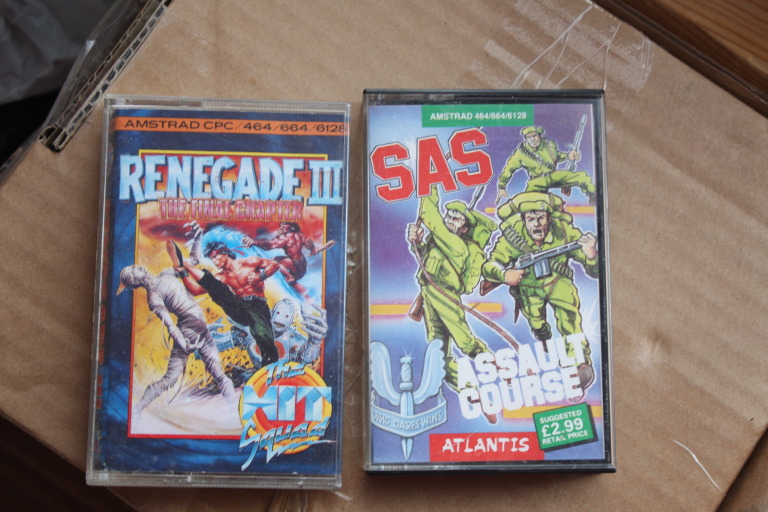 AMSTRAD CPC/464/664/6128
RENEGADE III
THE FINAL CHAPTER
The
HIT
Squad
AMSTRAD 464/664/6128
SAS
ASSAULT
COURSE
WHO DARES WINS
SUGGESTED
£2.99
RETAIL PRICE
ATLANTIS